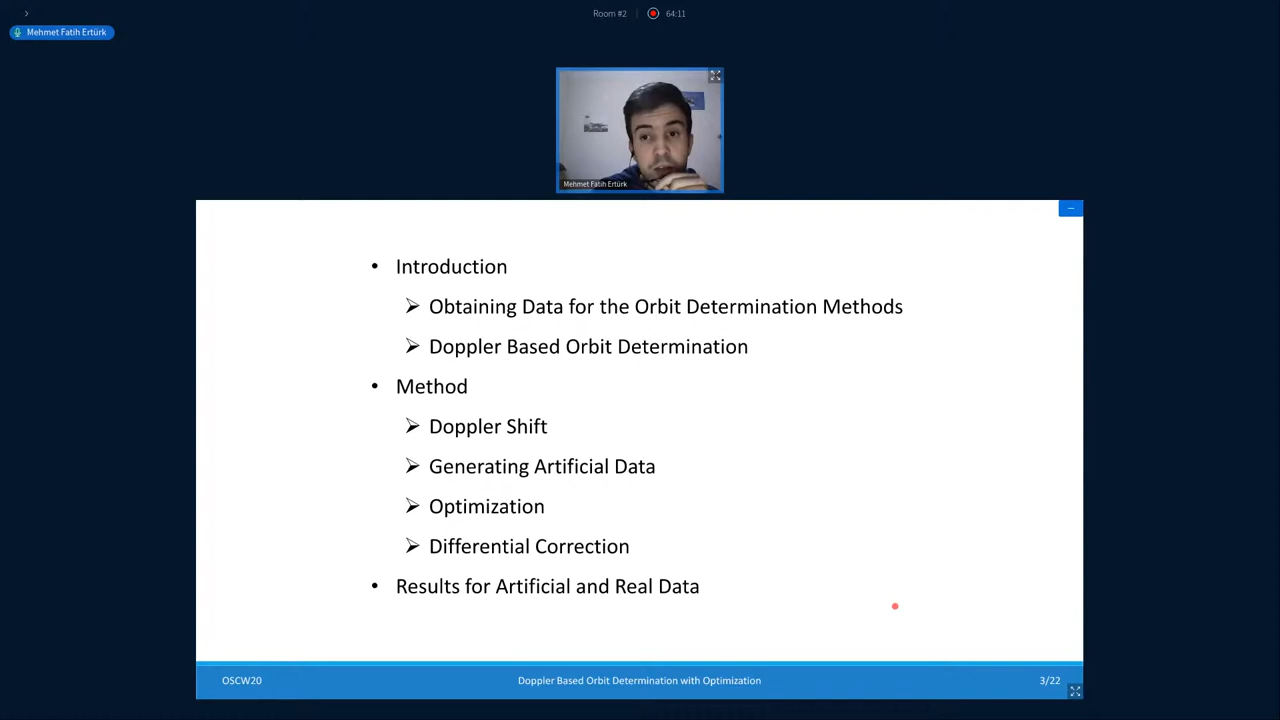 Room #2
64:11
Mehmet Fatih Ertürk
Mehmet Fatih Ertürk
• Introduction
➢ Obtaining Data for the Orbit Determination Methods
➢ Doppler Based Orbit Determination
• Method
➢ Doppler Shift
➢ Generating Artificial Data
➢ Optimization
➢ Differential Correction
• Results for Artificial and Real Data
OSCW20
Doppler Based Orbit Determination with Optimization
3/22